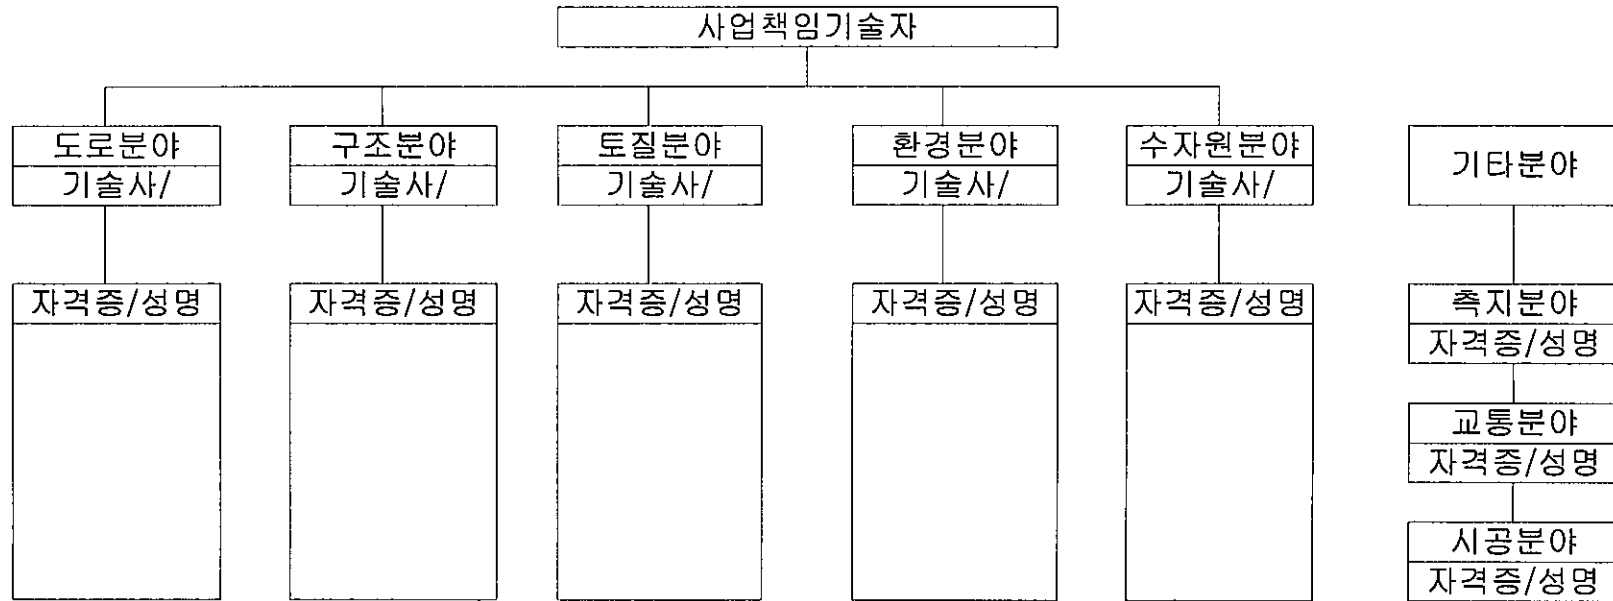 사업책임기술자
도로분야
기술사/
구조분야
기술사/
토질분야
기술사/
환경분야
기술사/
수자원분야
기술사/
기타분야
자격증/성명
자격증/성명
자격증/성명
자격증/성명
자격증/성명
측지분야
자격증/성명
교통분야
자격증/성명
시공분야
자격증/성명